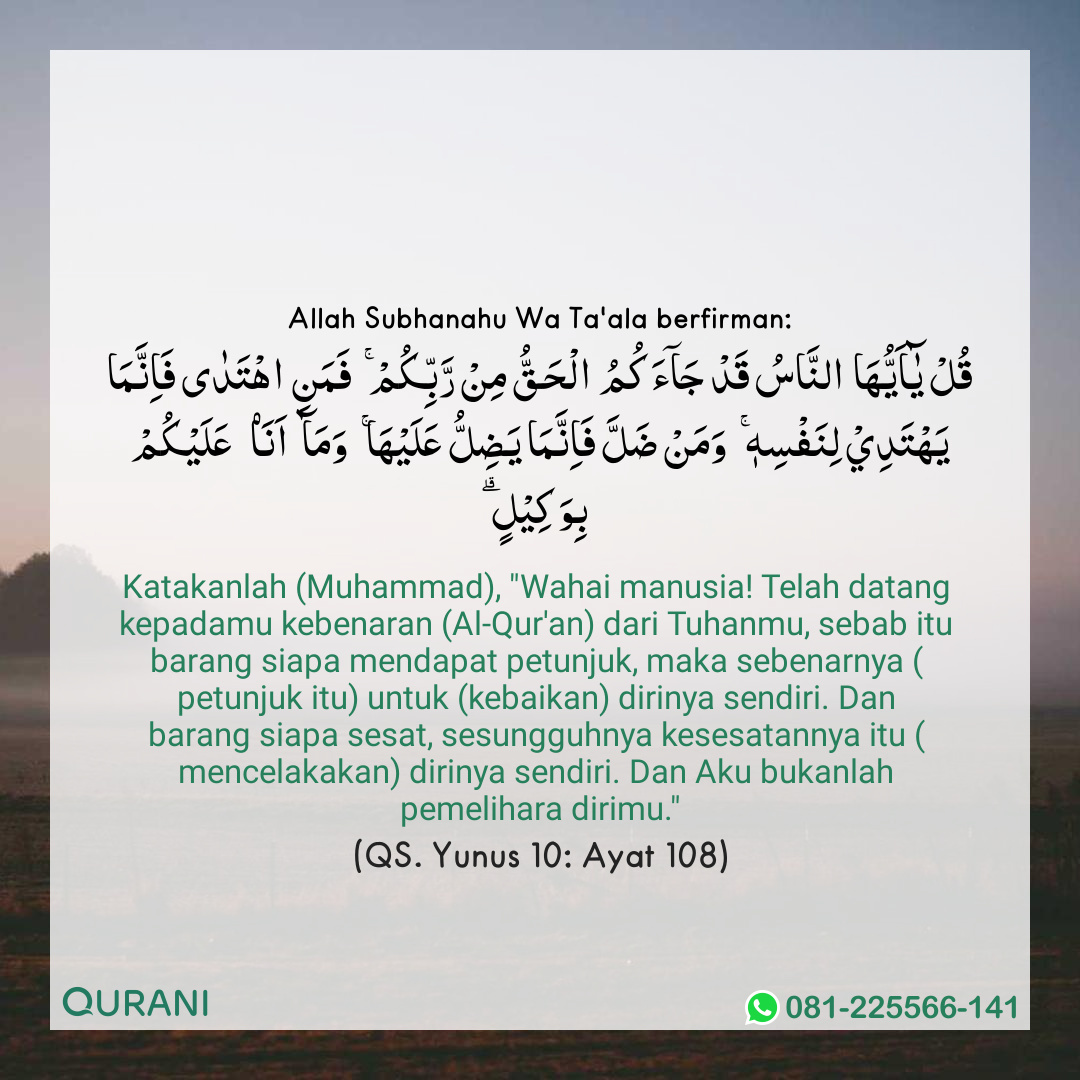 Allah Subhanahu Wa Ta'ala berfirman:
قُلْ يٰٓاَيُّهَا النَّاسُ قَدْ جَاۤءَكُمُ الْحَقُّ مِنْ رَّبِّكُمْ ۚ فَمَنِ اهْتَدٰى فَاِنَّمَا
يَهْتَدِيْ لِنَفْسِهٖ ۚ وَمَنْ ضَلَّ فَاِنَّمَا يَضِلُّ عَلَيْهَا ۚ وَمَآ اَنَا۠ عَلَيْكُمْ
بِوَكِيْلٍ ۗ
Katakanlah (Muhammad), "Wahai manusia! Telah datang
kepadamu kebenaran (Al-Qur'an) dari Tuhanmu, sebab itu
barang siapa mendapat petunjuk, maka sebenarnya (
petunjuk itu) untuk (kebaikan) dirinya sendiri. Dan
barang siapa sesat, sesungguhnya kesesatannya itu (
mencelakakan) dirinya sendiri. Dan Aku bukanlah
pemelihara dirimu."
(QS. Yunus 10: Ayat 108)
QURANI
081-225566-141